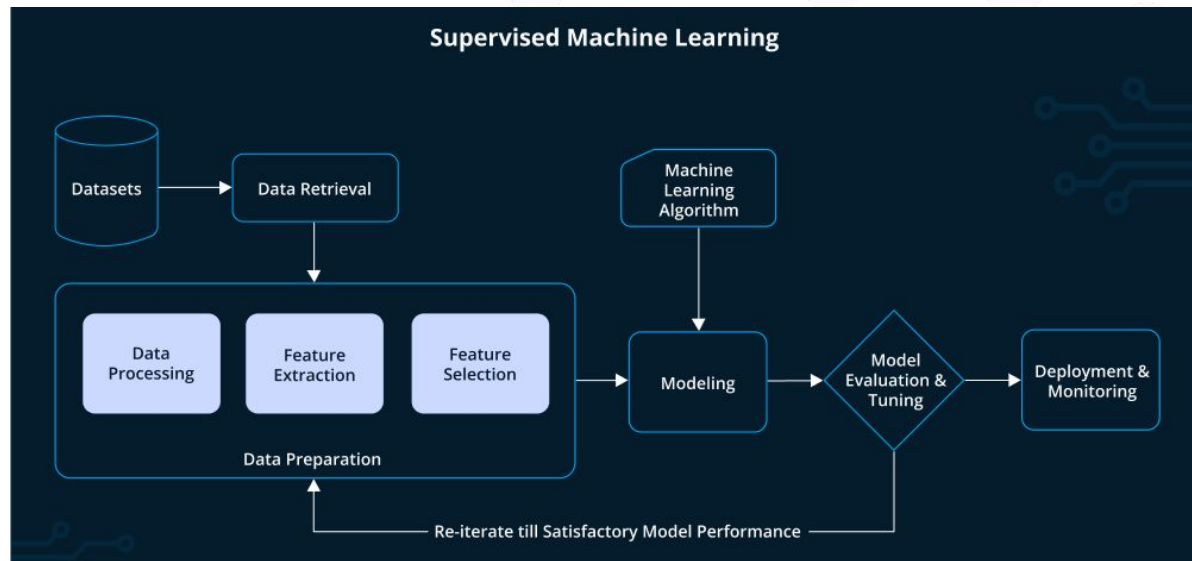 Supervised Machine Learning
Datasets
Data Retrieval
Machine
Learning
Algorithm
Data
Processing
Feature
Extraction
Feature
Selection
Data Preparation
Modeling
Model
Evaluation &
Tuning
Deployment &
Monitoring
Re-iterate till Satisfactory Model Performance